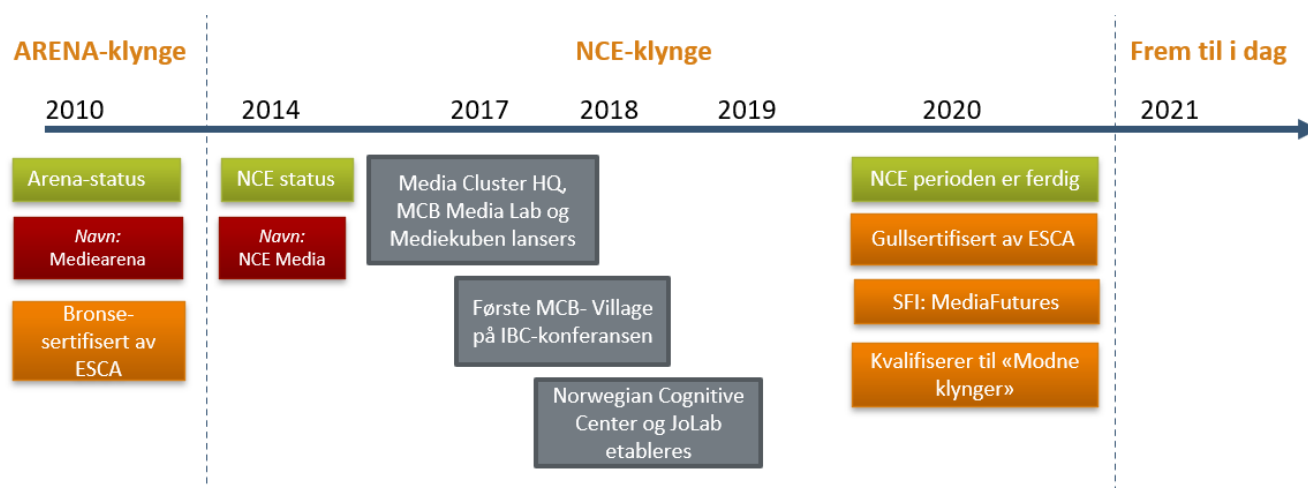 ARENA-klynge
NCE-klynge
Frem til i dag
2010
2014
2017
2018
2019
2020
2021
Arena-status
Navn:
Mediearena
Bronse-
sertifisert av
ESCA
NCE status
Navn:
NCE Media
Media Cluster HQ,
MCB Media Lab og
Mediekuben lansers
Første MCB- Village
på IBC-konferansen
Norwegian Cognitive
Center og JoLab
etableres
NCE perioden er ferdig
Gullsertifisert av ESCA
SFI: MediaFutures
Kvalifiserer til «Modne
klynger»